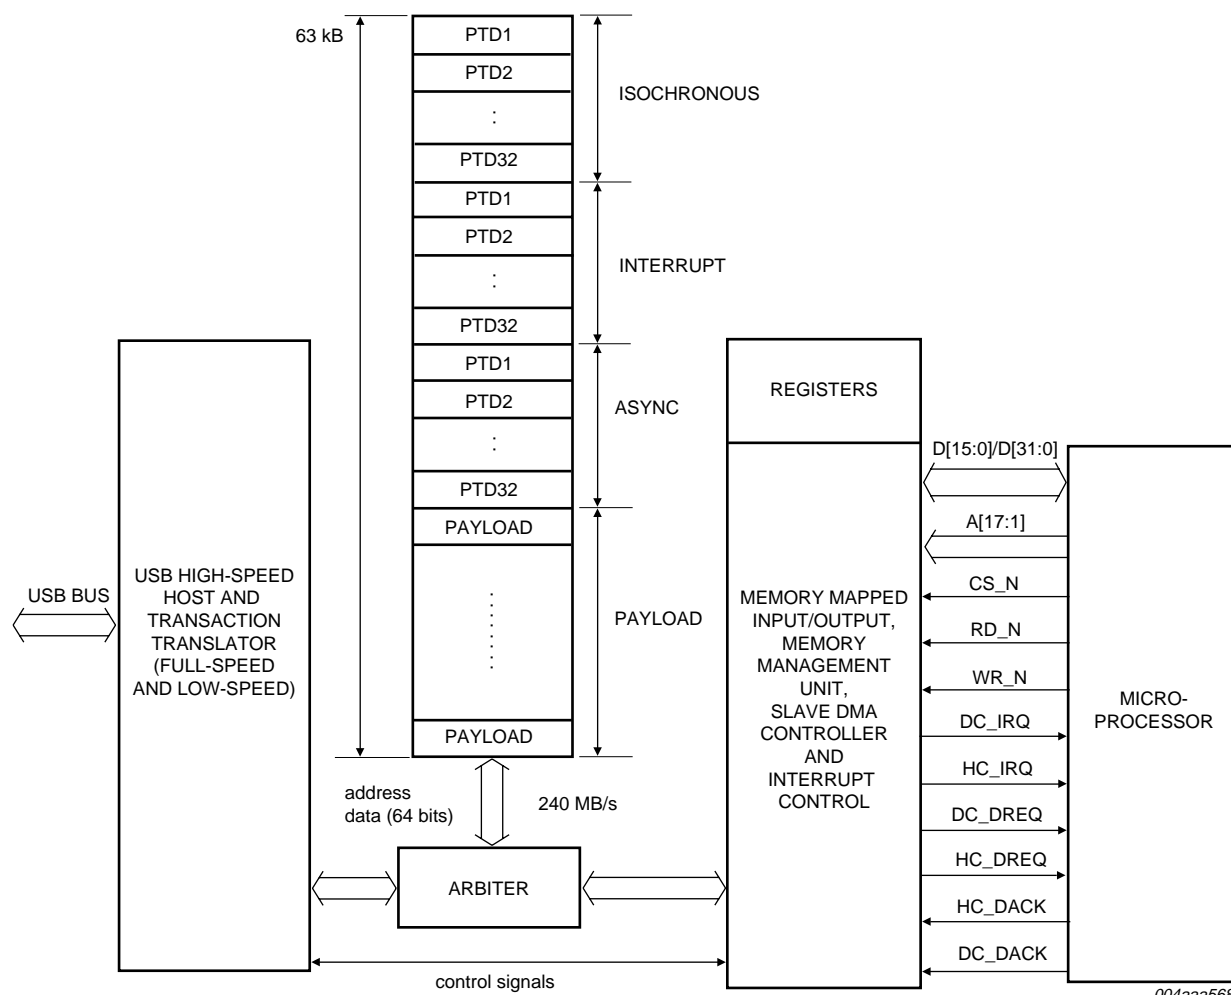 63 kB
PTD1
PTD2
PTD32
ISOCHRONOUS
PTD1
PTD2
PTD32
INTERRUPT
PTD1
PTD2
PTD32
ASYNC
PAYLOAD
PAYLOAD
PAYLOAD
USB BUS
USB HIGH-SPEED
HOST AND
TRANSACTION
TRANSLATOR
(FULL-SPEED
AND LOW-SPEED)
address
data (64 bits)
240 MB/s
ARBITER
control signals
REGISTERS
MEMORY MAPPED
INPUT/OUTPUT,
MEMORY
MANAGEMENT
UNIT,
SLAVE DMA
CONTROLLER
AND
INTERRUPT
CONTROL
D[15:0]/D[31:0]
A[17:1]
CS_N
RD_N
WR_N
DC_IRQ
HC_IRQ
DC_DREQ
HC_DREQ
HC_DACK
DC_DACK
MICRO-
PROCESSOR